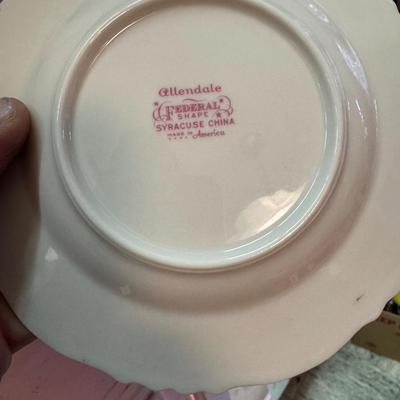 Allendale
FEDERAL
SHAPE
SYRACUSE CHINA
MADE IN America